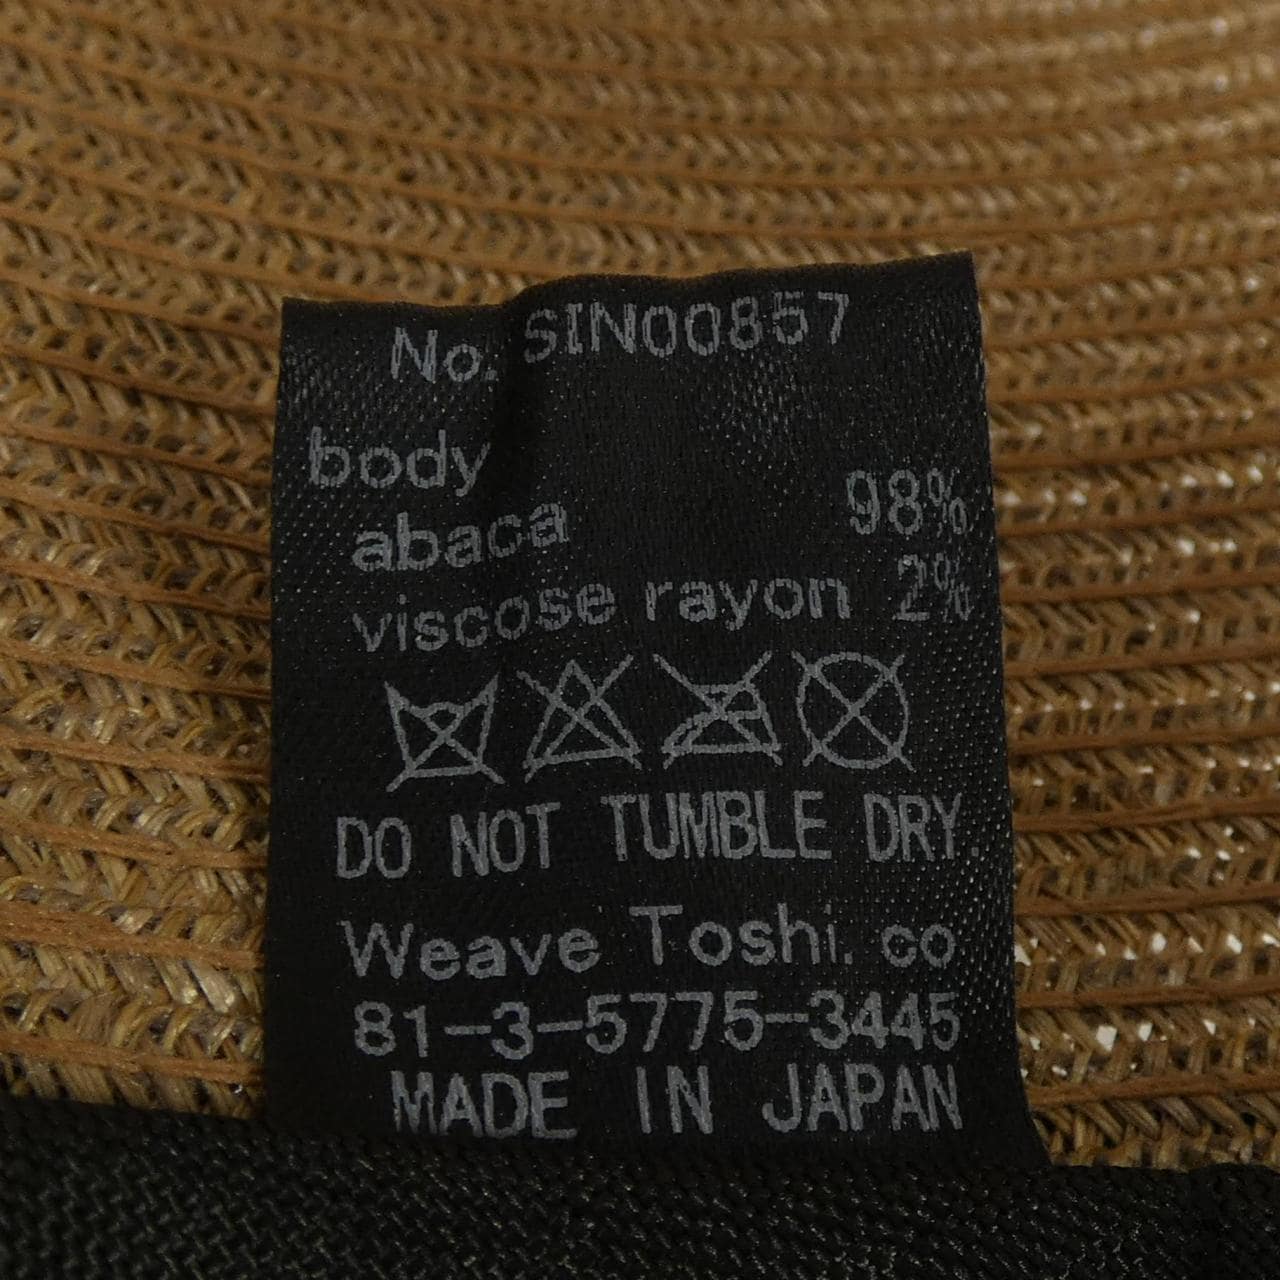 No. SIN00857
body
abaca 98%
viscose rayon 2%
DO NOT TUMBLE DRY.
Weave Toshi. co
81-3-5775-3445
MADE IN JAPAN